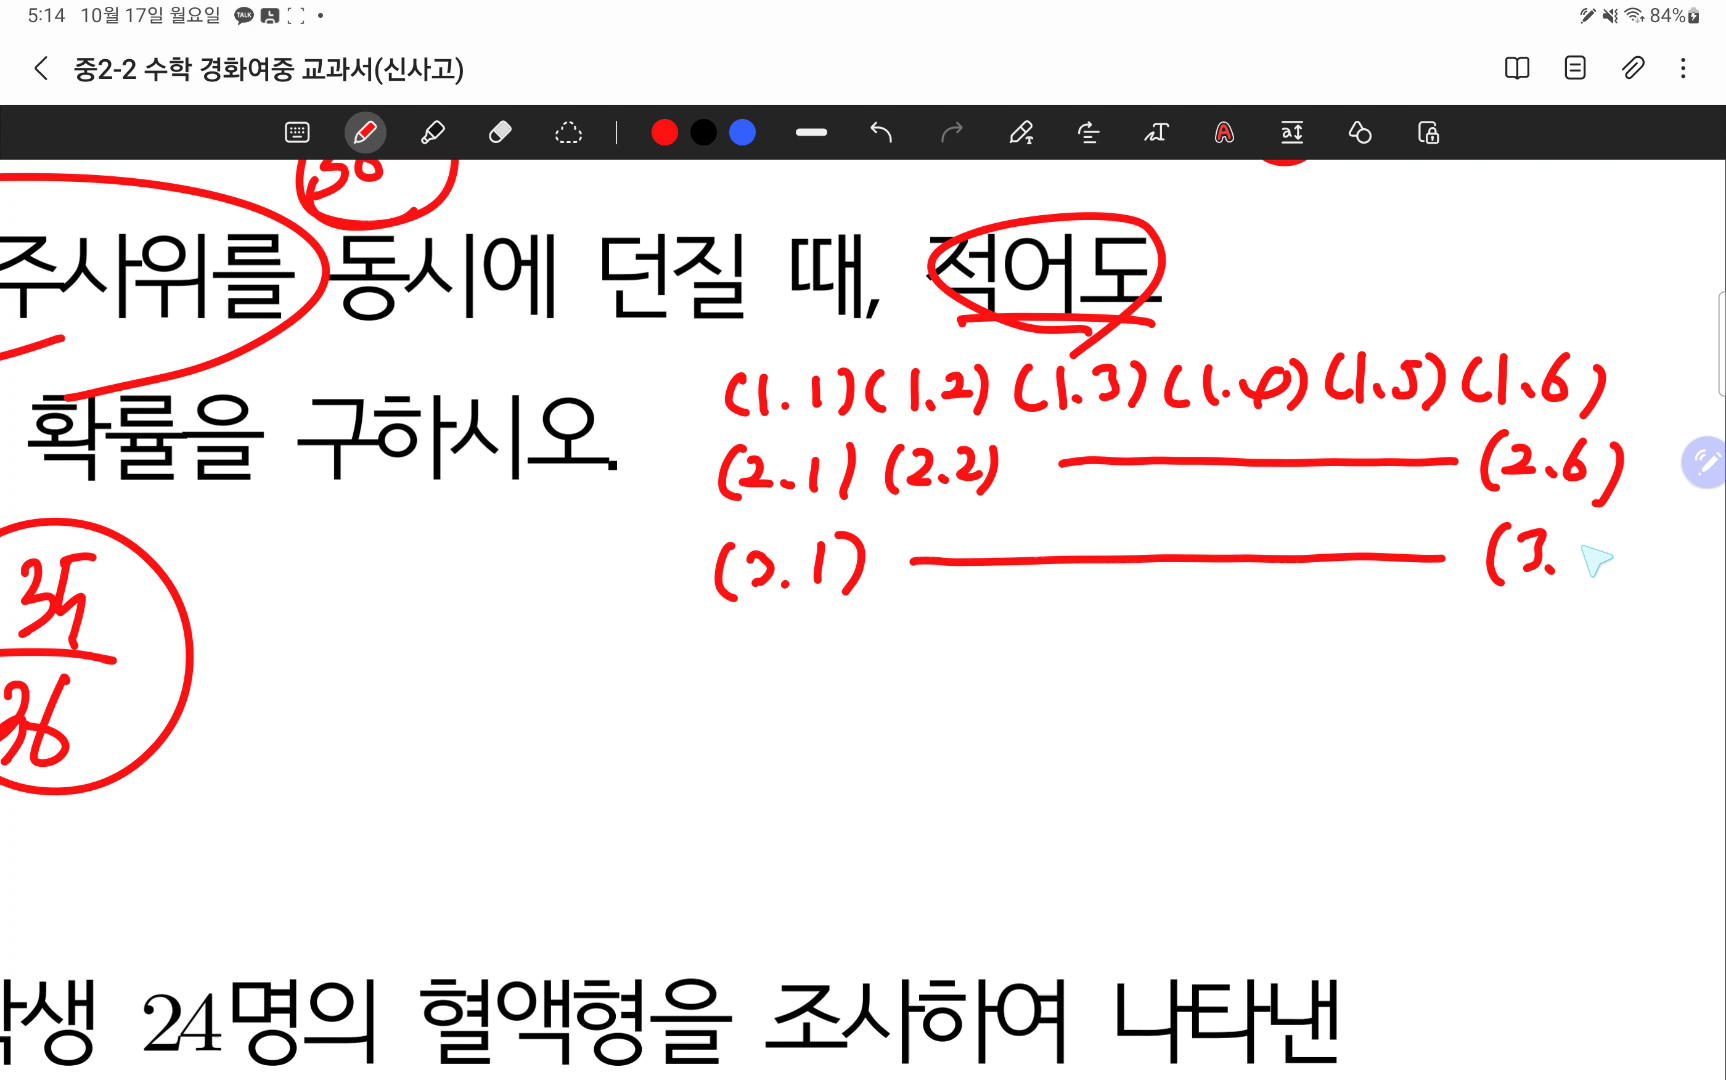 5:14 10월 17일 월요일 TALK 84%
중2-2 수학 경화여중 교과서(신사고)
주사위를 동시에 던질 때, 적어도
(1.1)(1.2)(1.3)(1.4)(1.5)(1.6)
확률을 구하시오.
(2.1)(2.2) (2.6)
(3.1) (3.
35
36
학생 24명의 혈액형을 조사하여 나타낸